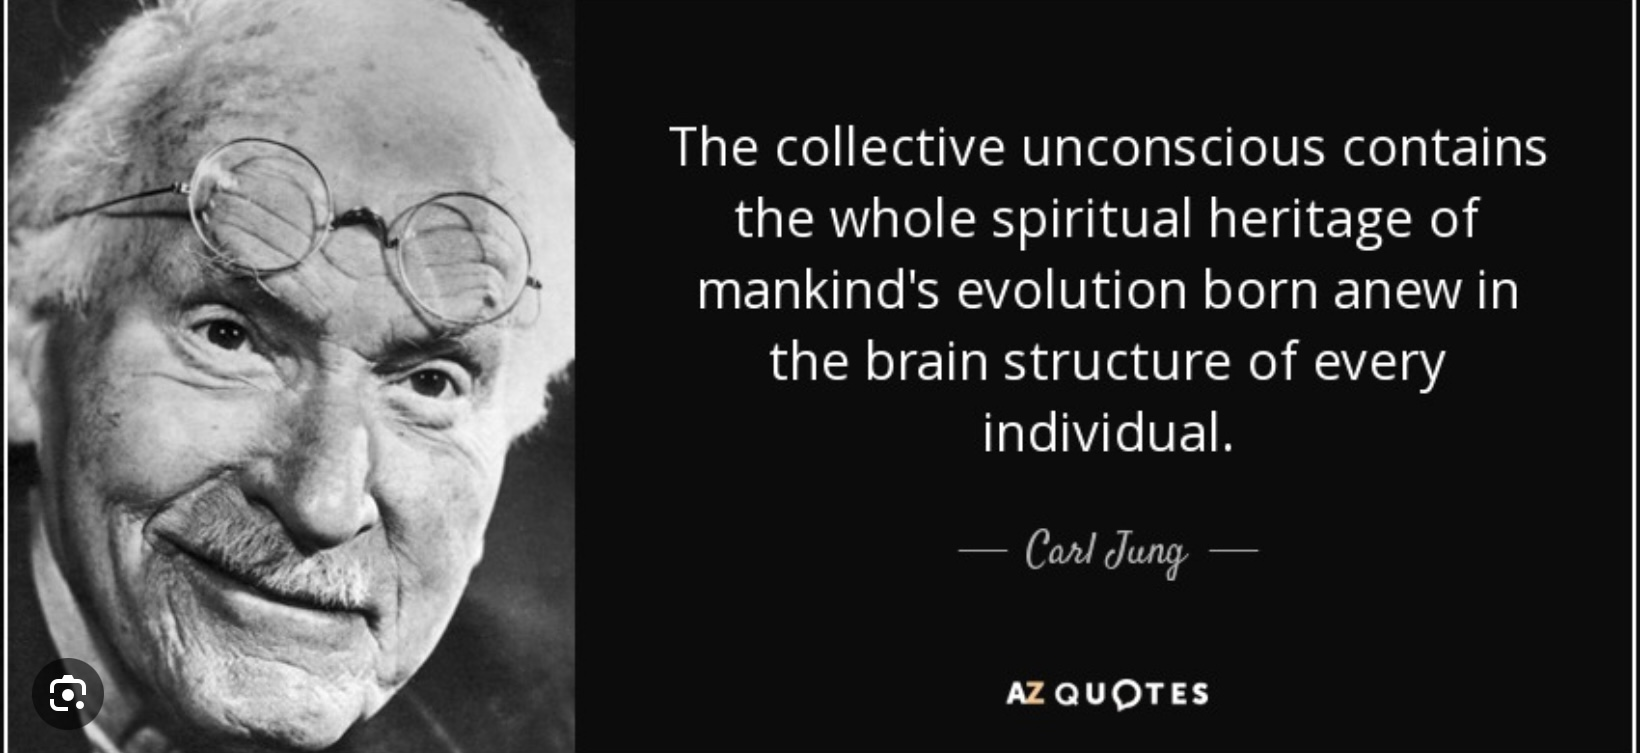 The collective unconscious contains
the whole spiritual heritage of
mankind's evolution born anew in
the brain structure of every
individual.
Carl Jung
AZ QUOTES